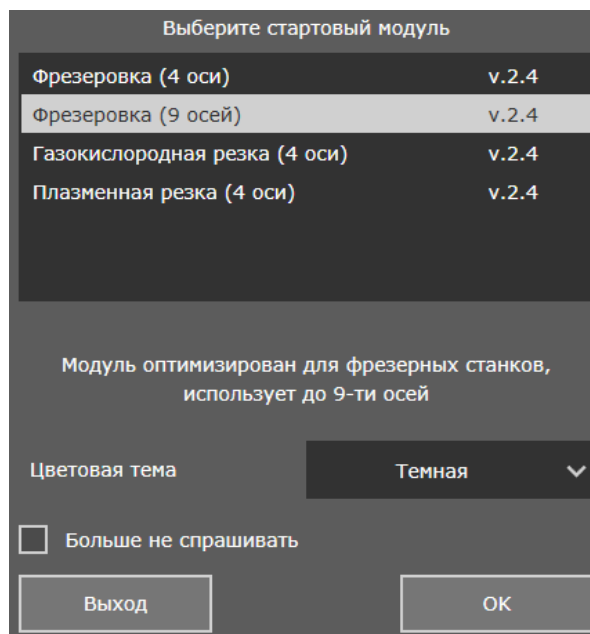 Выберите стартовый модуль
Фрезеровка (4 оси) v.2.4
Фрезеровка (9 осей) v.2.4
Газокислородная резка (4 оси) v.2.4
Плазменная резка (4 оси) v.2.4
Модуль оптимизирован для фрезерных станков,
использует до 9-ти осей
Цветовая тема Темная
Больше не спрашивать
Выход OK